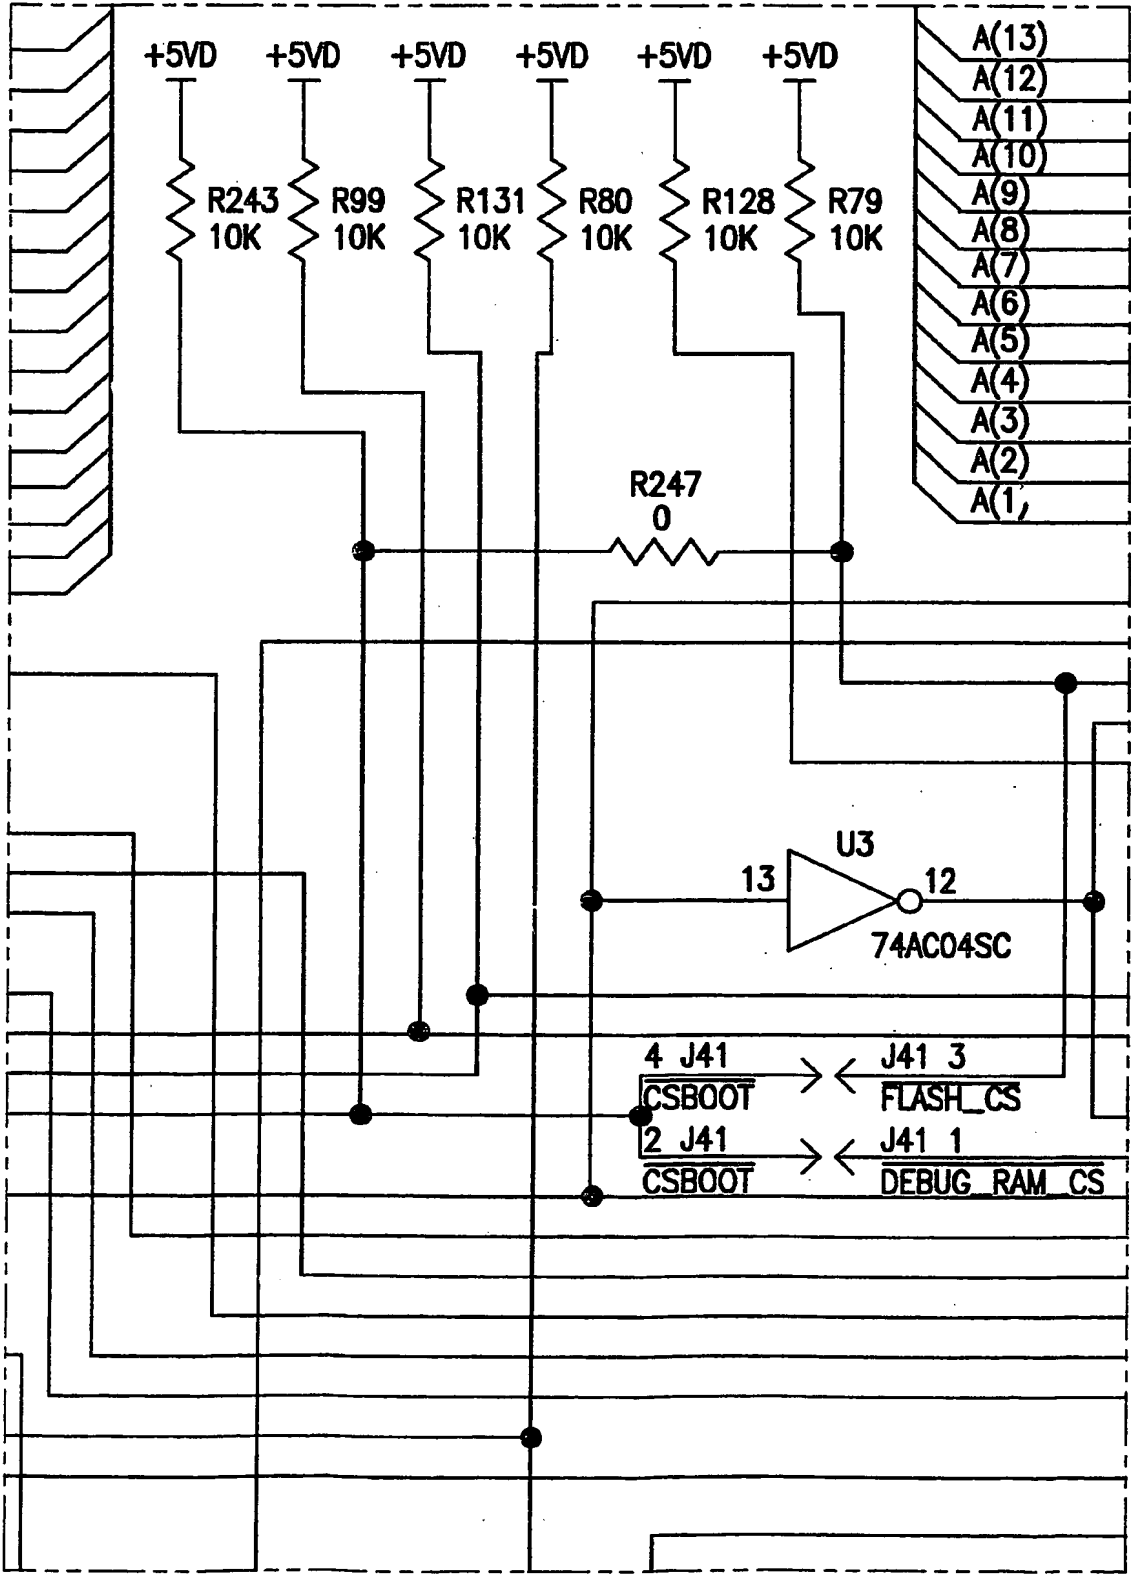 +5VD +5VD +5VD +5VD +5VD +5VD
R243 R99 R131 R80 R128 R79
10K 10K 10K 10K 10K 10K
A(13)
A(12)
A(11)
A(10)
A(9)
A(8)
A(7)
A(6)
A(5)
A(4)
A(3)
A(2)
A(1,
R247
0
U3
13 12
74AC04SC
4 J41 J41 3
CSBOOT FLASH_CS
2 J41 J41 1
CSBOOT DEBUG_RAM_CS